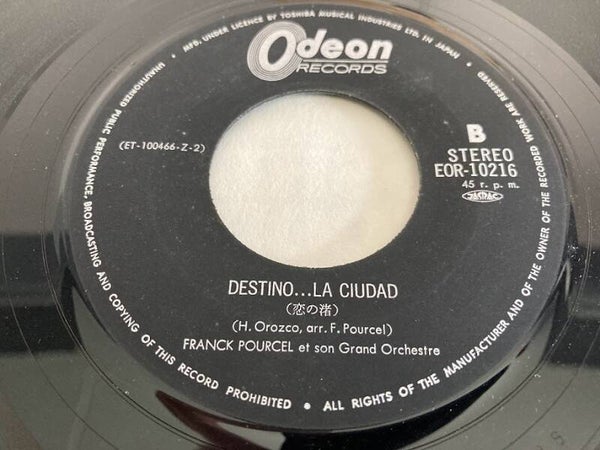 MFD. UNDER LICENCE BY TOSHIBA MUSICAL INDUSTRIES LTD. IN JAPAN •
Odeon
RECORDS
B
STEREO
(ET-100466-Z-2)
EOR-10216
45 r. p. m.
JASRAC
DESTINO...LA CIUDAD
(恋の渚)
(H. Orozco, arr. F. Pourcel)
FRANCK POURCEL et son Grand Orchestre
UNAUTHORIZED PUBLIC PERFORMANCE, BROADCASTING AND COPYING OF THIS RECORD PROHIBITED • ALL RIGHTS OF THE MANUFACTURER AND OF THE OWNER OF THE RECORDED WORK ARE RESERVED